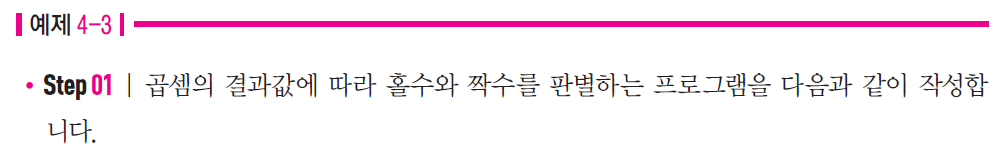 예제 4-3
• Step 01 | 곱셈의 결과값에 따라 홀수와 짝수를 판별하는 프로그램을 다음과 같이 작성합
니다.